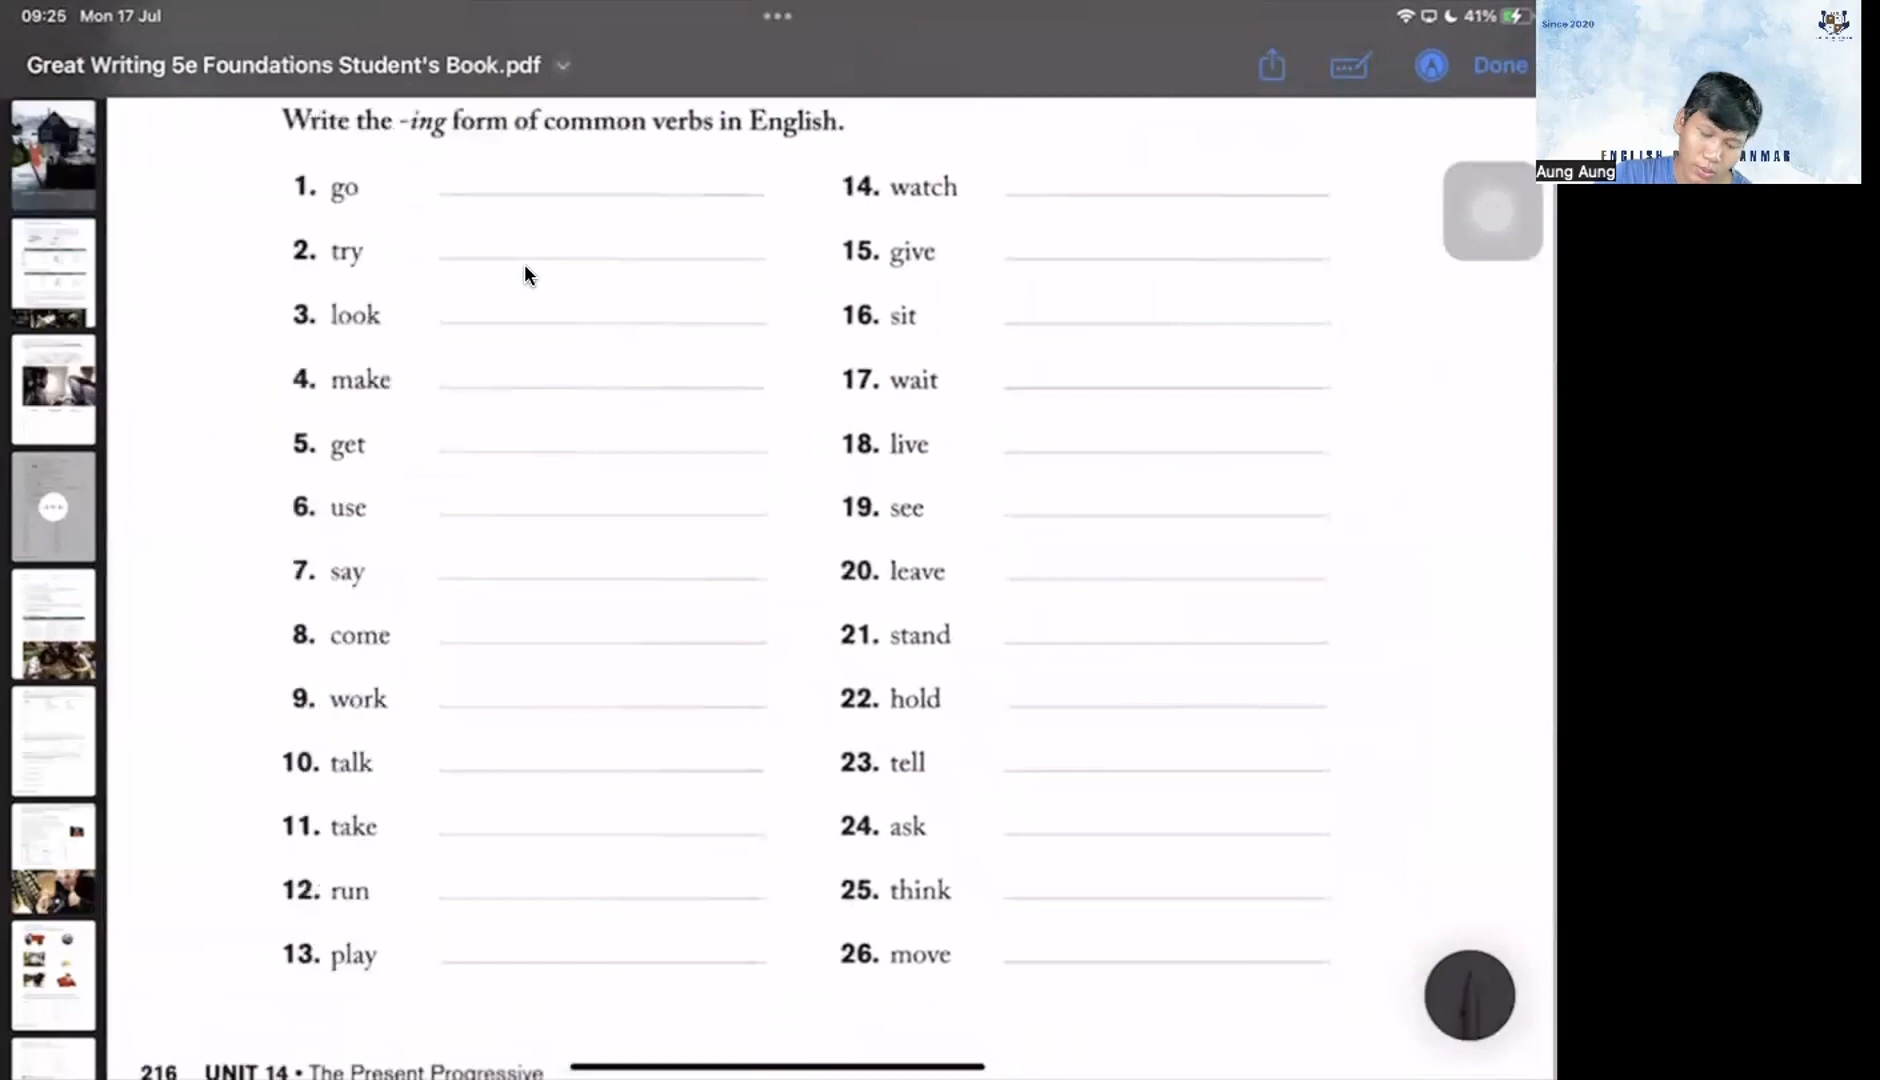 09:25 Mon 17 Jul
41%
Great Writing 5e Foundations Student's Book.pdf
Done
Since 2020
Aung Aung
Write the -ing form of common verbs in English.
1. go
2. try
3. look
4. make
5. get
6. use
7. say
8. come
9. work
10. talk
11. take
12. run
13. play
14. watch
15. give
16. sit
17. wait
18. live
19. see
20. leave
21. stand
22. hold
23. tell
24. ask
25. think
26. move
216 UNIT 14 • The Present Progressive